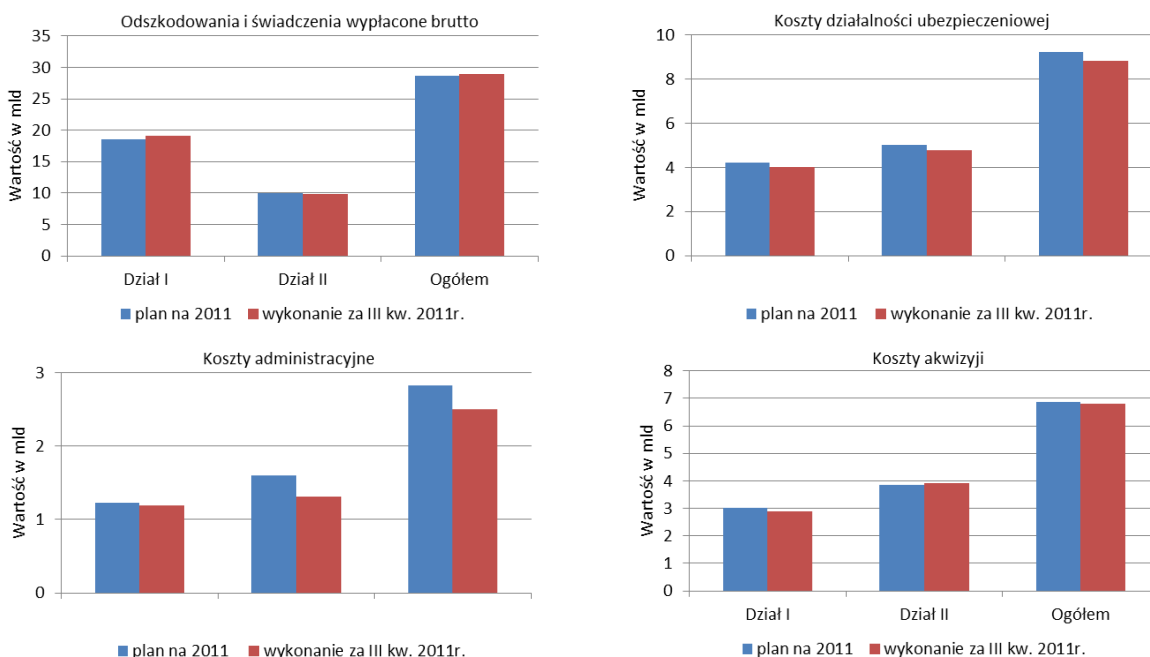 Odszkodowania i świadczenia wypłacone brutto
Wartość w mld
35
30
25
20
15
10
5
0
Dział I Dział II Ogółem
plan na 2011 wykonanie za III kw. 2011r.
Koszty działalności ubezpieczeniowej
Wartość w mld
10
8
6
4
2
0
plan na 2011 wykonanie za III kw. 2011r.
Koszty administracyjne
Wartość w mld
3
2
1
0
plan na 2011 wykonanie za III kw. 2011r.
Koszty akwizyji
Wartość w mld
8
7
6
5
4
3
2
1
0
Dział I Dział II Ogółem
plan na 2011 wykonanie za III kw. 2011r.